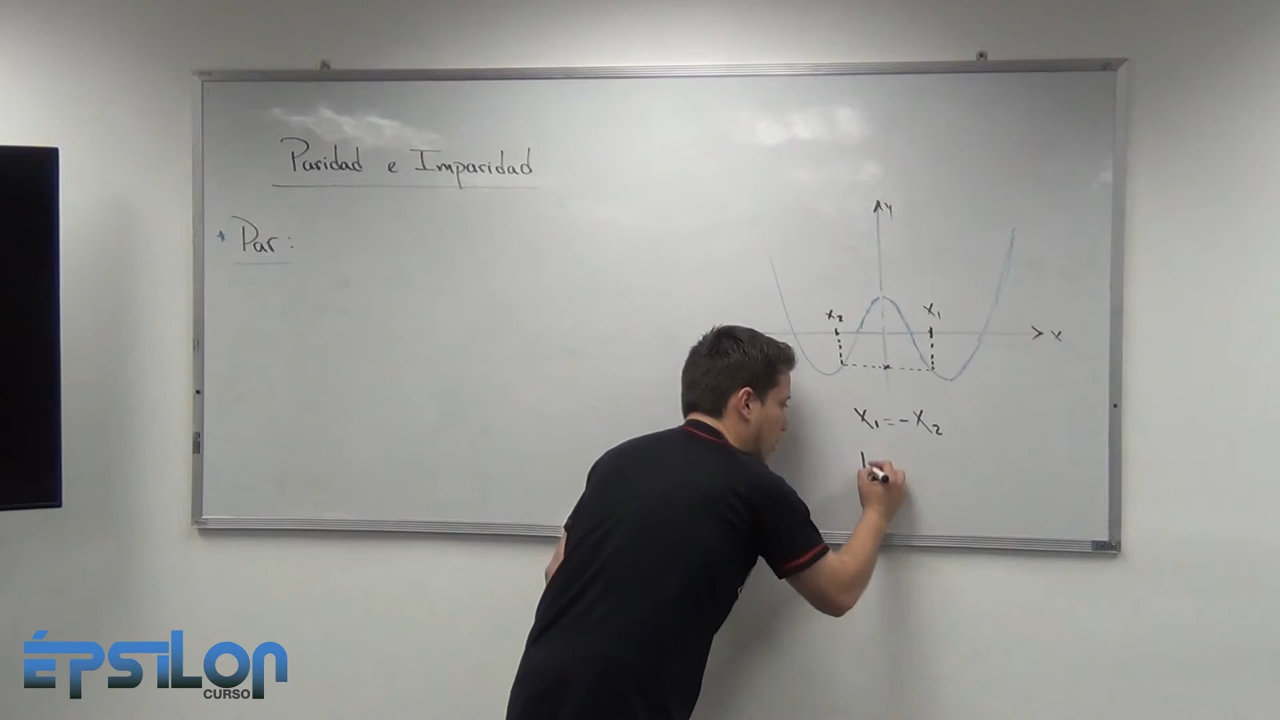 Paridad e Imparidad
* Par:
y
x₂
x₁
x
x₁ = -x₂
ÉPSILON
CURSO